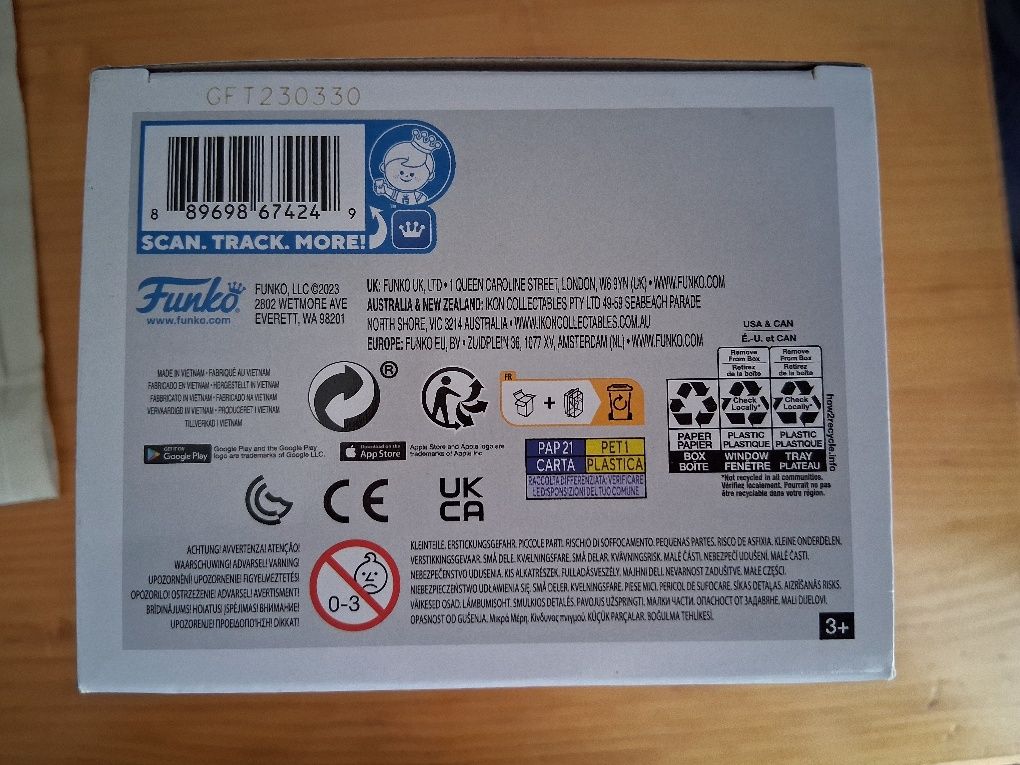 GFT230330
8 89698 67424 9
SCAN. TRACK. MORE!
Funko
www.funko.com
FUNKO, LLC ©2023
2802 WETMORE AVE
EVERETT, WA 98201
UK: FUNKO UK, LTD • 1 QUEEN CAROLINE STREET, LONDON, W6 9YN (UK) • WWW.FUNKO.COM
AUSTRALIA & NEW ZEALAND: IKON COLLECTABLES PTY LTD 49-59 SEABEACH PARADE
NORTH SHORE, VIC 3214 AUSTRALIA • WWW.IKONCOLLECTABLES.COM.AU
EUROPE: FUNKO EU, BV • ZUIDPLEIN 36, 1077 XV, AMSTERDAM (NL) • WWW.FUNKO.COM
MADE IN VIETNAM • FABRIQUÉ AU VIETNAM
FABRICADO EN VIETNAM • HERGESTELLT IN VIETNAM
FABBRICATO IN VIETNAM • FABRICADO NO VIETNAM
VERVAARDIGD IN VIETNAM • PRODUCERET I VIETNAM
TILLVERKAD I VIETNAM
®
FR
+
USA & CAN
É.-U. et CAN
Remove From Box
Retirez de la boîte
Remove From Box
Retirez de la boîte
Check Locally*
Check Locally*
PAPER
PAPIER
BOX
BOÎTE
PLASTIC
PLASTIQUE
WINDOW
FENÊTRE
PLASTIC
PLASTIQUE
TRAY
PLATEAU
how2recycle.info
*Not recycled in all communities.
Vérifiez localement. Pourrait ne pas
être recyclable dans votre région.
GET IT ON
Google Play
Google Play and the Google Play
logo are trademarks of Google LLC.
Download on the
App Store
Apple Store and Apple logo are
trademarks of Apple Inc
PAP 21 PET 1
CARTA PLASTICA
RACCOLTA DIFFERENZIATA. VERIFICARE
LE DISPOSIZIONI DEL TUO COMUNE
CE
UK
CA
ACHTUNG! AVVERTENZA! ATENÇÃO!
WAARSCHUWING! ADVARSEL! VARNING!
UPOZORNĚNÍ! UPOZORNENIE! FIGYELMEZTETÉS!
OPOZORILO! OSTRZEŻENIE! ADVARSEL! AVERTISMENT!
BRĪDINĀJUMS! HOIATUS! ĮSPĖJIMAS! ВНИМАНИЕ!
UPOZORENJE! ΠΡΟΕΙΔΟΠΟΙΗΣΗ! DİKKAT!
0-3
KLEINTEILE. ERSTICKUNGSGEFAHR. PICCOLE PARTI. RISCHIO DI SOFFOCAMENTO. PEQUENAS PARTES. RISCO DE ASFIXIA. KLEINE ONDERDELEN.
VERSTIKKINGSGEVAAR. SMÅ DELE. KVÆLNINGSFARE. SMÅ DELAR. KVÄVNINGSRISK. MALÉ ČÁSTI. NEBEZPEČÍ UDUŠENÍ. MALÉ ČASTI.
NEBEZPEČENSTVO UDUSENIA. KIS ALKATRÉSZEK. FULLADÁSVESZÉLY. MAJHNI DELI. NEVARNOST ZADUŠITVE. MAŁE CZĘŚCI.
NIEBEZPIECZEŃSTWO UDŁAWIENIA SIĘ. SMÅ DELER. KVELNINGSFARE. PIESE MICI. PERICOL DE SUFOCARE. SĪKAS DETAĻAS. AIZRĪŠANĀS RISKS.
VÄIKESED OSAD. LÄMBUMISOHT. SMULKIOS DETALĖS. PAVOJUS UŽSPRINGTI. МАЛКИ ЧАСТИ. ОПАСНОСТ ОТ ЗАДАВЯНЕ. MALI DIJELOVI.
OPASNOST OD GUŠENJA. Μικρά Μέρη. Κίνδυνος πνιγμού. KÜÇÜK PARÇALAR. BOĞULMA TEHLİKESİ.
3+